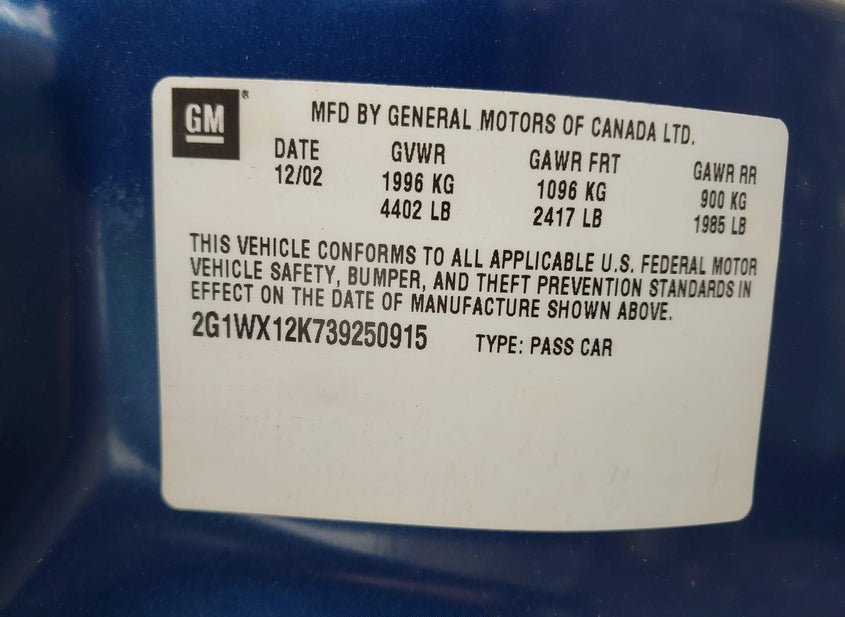 GM ®
MFD BY GENERAL MOTORS OF CANADA LTD.
DATE GVWR GAWR FRT GAWR RR
12/02 1996 KG 1096 KG 900 KG
4402 LB 2417 LB 1985 LB
THIS VEHICLE CONFORMS TO ALL APPLICABLE U.S. FEDERAL MOTOR
VEHICLE SAFETY, BUMPER, AND THEFT PREVENTION STANDARDS IN
EFFECT ON THE DATE OF MANUFACTURE SHOWN ABOVE.
2G1WX12K739250915 TYPE: PASS CAR